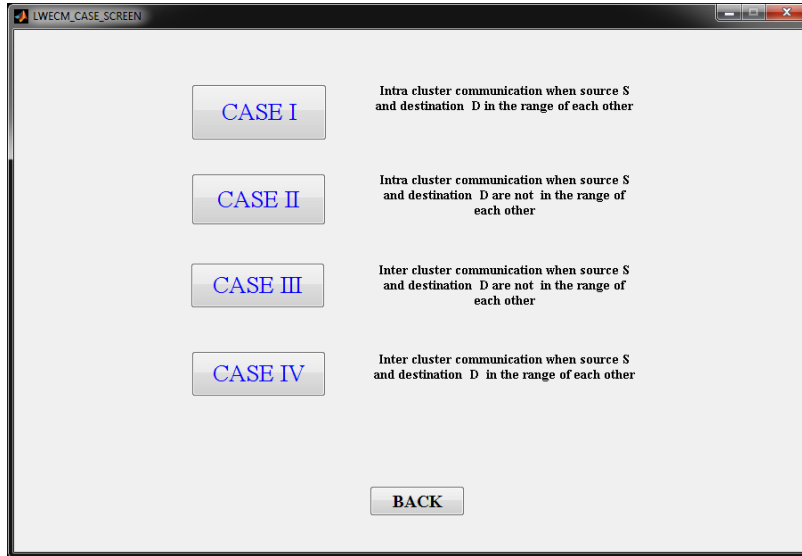 LWECM_CASE_SCREEN
CASE I
Intra cluster communication when source S
and destination D in the range of each other
CASE II
Intra cluster communication when source S
and destination D are not in the range of
each other
CASE III
Inter cluster communication when source S
and destination D are not in the range of
each other
CASE IV
Inter cluster communication when source S
and destination D in the range of each other
BACK